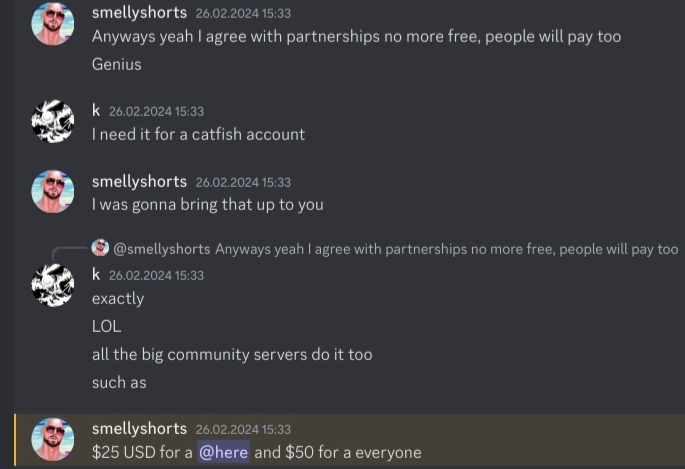 smellyshorts 26.02.2024 15:33
Anyways yeah I agree with partnerships no more free, people will pay too
Genius
k 26.02.2024 15:33
I need it for a catfish account
smellyshorts 26.02.2024 15:33
I was gonna bring that up to you
@smellyshorts Anyways yeah I agree with partnerships no more free, people will pay too
k 26.02.2024 15:33
exactly
LOL
all the big community servers do it too
such as
smellyshorts 26.02.2024 15:33
$25 USD for a @here and $50 for a everyone